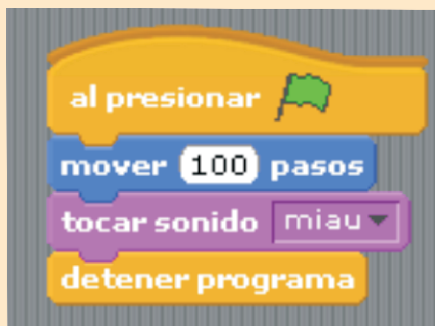 al presionar
mover 100 pasos
tocar sonido miau
detener programa